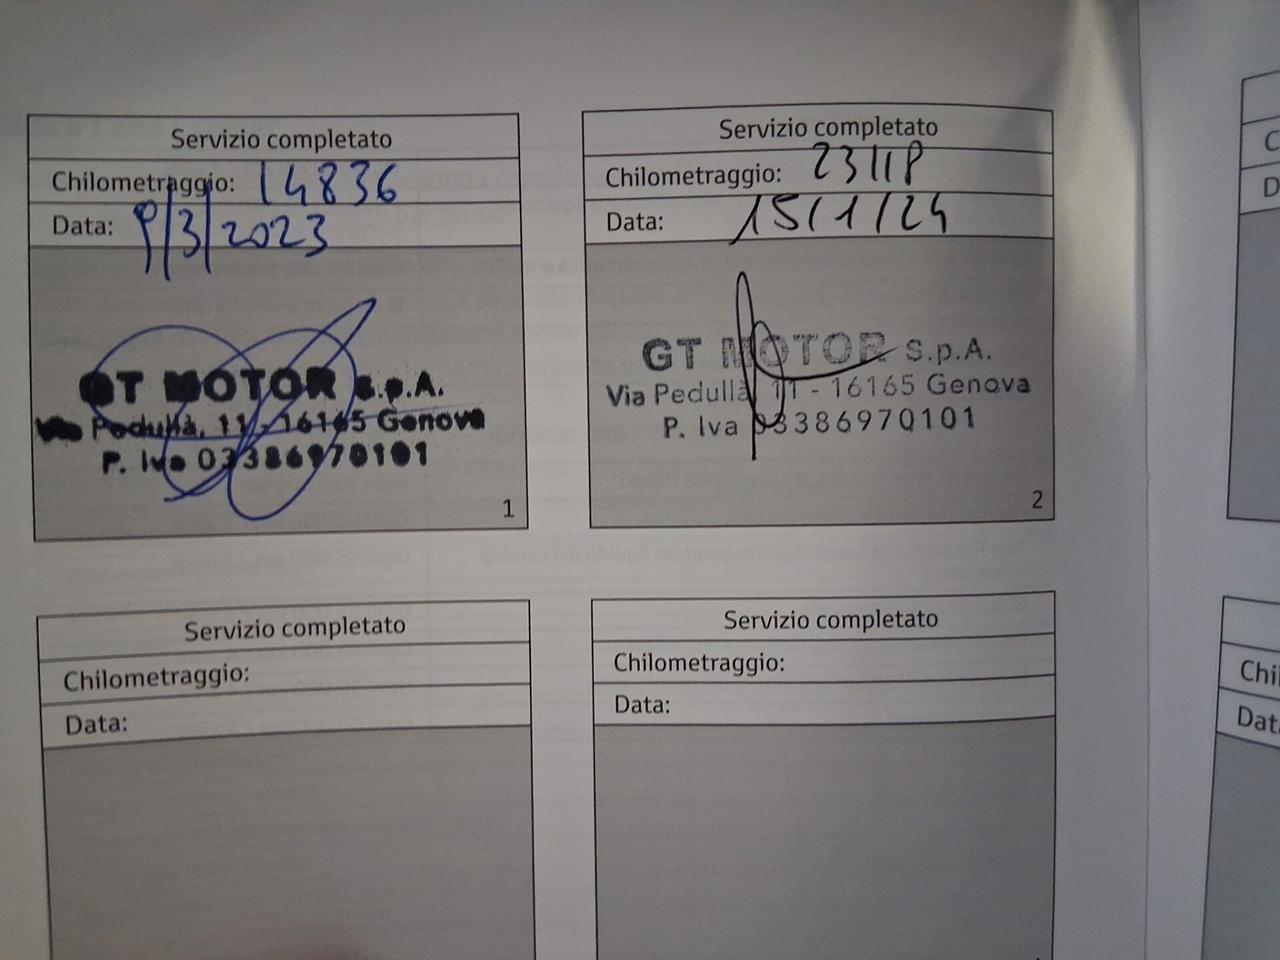 Servizio completato
Chilometraggio: 14836
Data: 9/3/2023
GT MOTOR S.p.A.
Via Pedullà, 11 - 16165 Genova
P. Iva 03386970101
1
Servizio completato
Chilometraggio: 23118
Data: 15/1/24
GT MOTOR S.p.A.
Via Pedullà, 11 - 16165 Genova
P. Iva 03386970101
2
Servizio completato
Chilometraggio:
Data:
Servizio completato
Chilometraggio:
Data:
C
D
Chil
Data